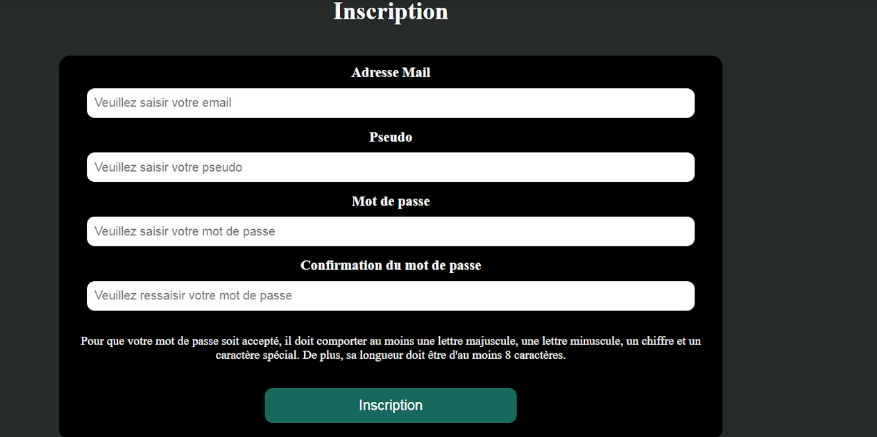 Inscription
Adresse Mail
Veuillez saisir votre email
Pseudo
Veuillez saisir votre pseudo
Mot de passe
Veuillez saisir votre mot de passe
Confirmation du mot de passe
Veuillez ressaisir votre mot de passe
Pour que votre mot de passe soit accepté, il doit comporter au moins une lettre majuscule, une lettre minuscule, un chiffre et un
caractère spécial. De plus, sa longueur doit être d'au moins 8 caractères.
Inscription